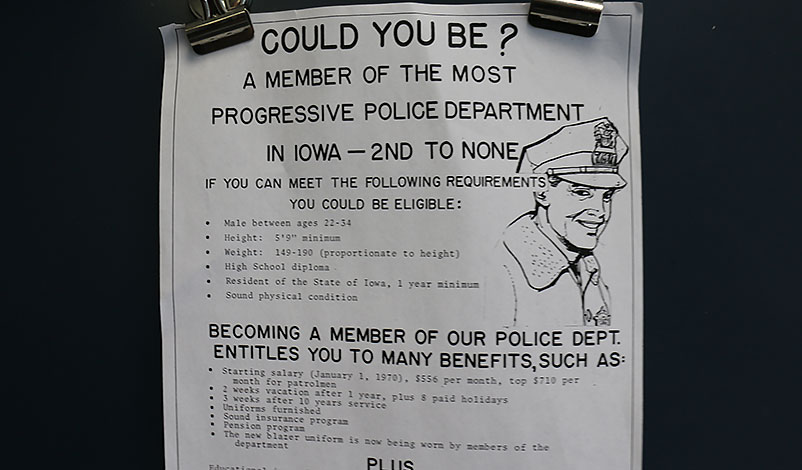 COULD YOU BE?
A MEMBER OF THE MOST
PROGRESSIVE POLICE DEPARTMENT
IN IOWA — 2ND TO NONE
IF YOU CAN MEET THE FOLLOWING REQUIREMENTS
YOU COULD BE ELIGIBLE:
• Male between ages 22-34
• Height: 5'9" minimum
• Weight: 149-190 (proportionate to height)
• High School diploma
• Resident of the State of Iowa, 1 year minimum
• Sound physical condition
BECOMING A MEMBER OF OUR POLICE DEPT.
ENTITLES YOU TO MANY BENEFITS, SUCH AS:
• Starting salary (January 1, 1970), $556 per month, top $710 per
month for patrolmen
• 2 weeks vacation after 1 year, plus 8 paid holidays
• 3 weeks after 10 years service
• Uniforms furnished
• Sound insurance program
• Pension program
• The new blazer uniform is now being worn by members of the
department
PLUS